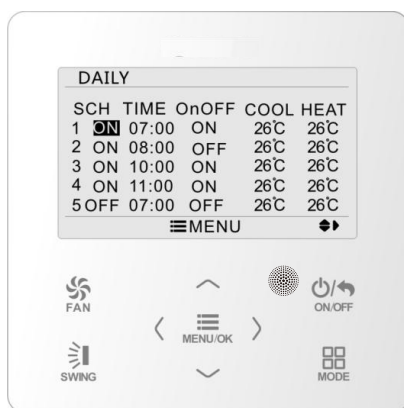 DAILY
SCH TIME OnOFF COOL HEAT
1 ON 07:00 ON 26℃ 26℃
2 ON 08:00 OFF 26℃ 26℃
3 ON 10:00 ON 26℃ 26℃
4 ON 11:00 ON 26℃ 26℃
5 OFF 07:00 OFF 26℃ 26℃
MENU
FAN
MENU/OK
ON/OFF
SWING
MODE